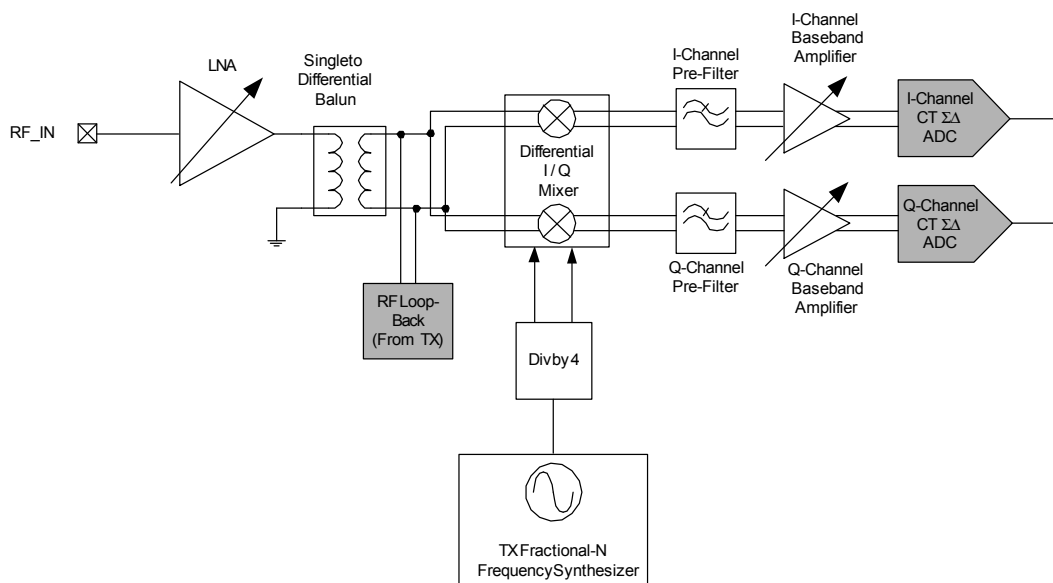 RF_IN
LNA
Singleto
Differential
Balun
RF Loop-
Back
(From TX)
Differential
I / Q
Mixer
Divby 4
TX Fractional-N
FrequencySynthesizer
I-Channel
Pre-Filter
I-Channel
Baseband
Amplifier
I-Channel
CT ΣΔ
ADC
Q-Channel
Pre-Filter
Q-Channel
Baseband
Amplifier
Q-Channel
CT ΣΔ
ADC